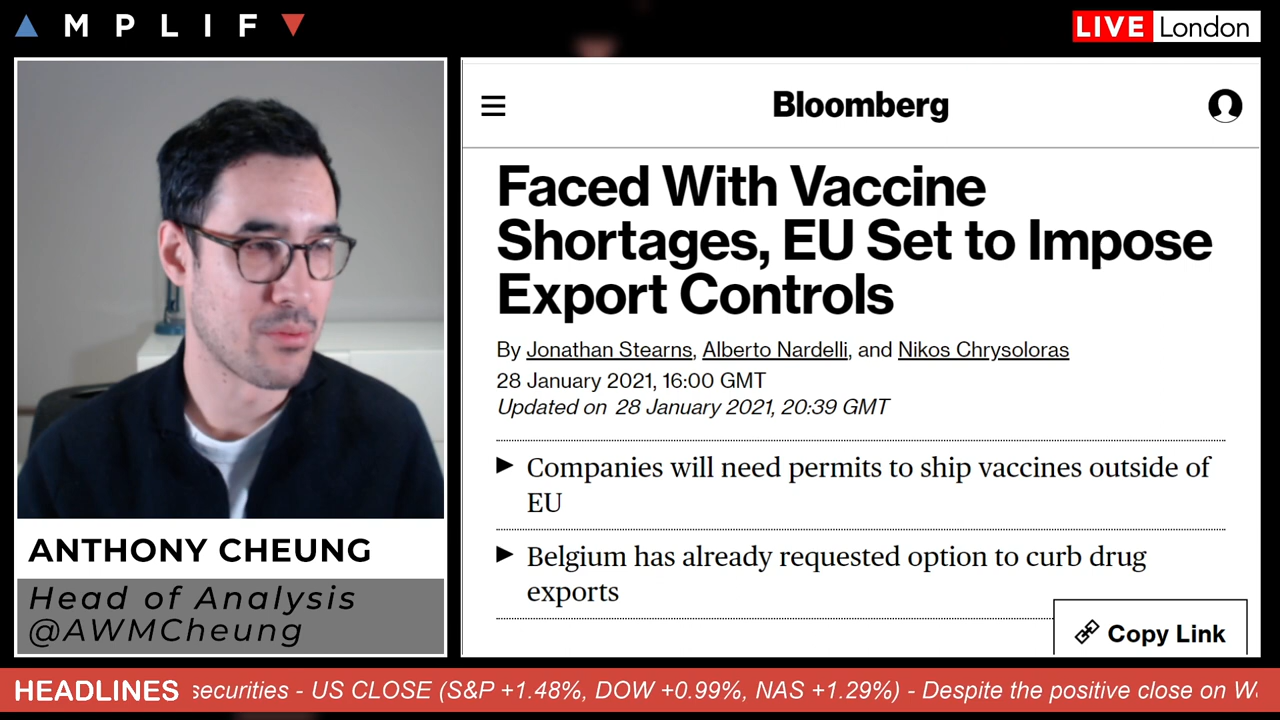 AMPLIFY
LIVE London
Bloomberg
Faced With Vaccine
Shortages, EU Set to Impose
Export Controls
By Jonathan Stearns, Alberto Nardelli, and Nikos Chrysoloras
28 January 2021, 16:00 GMT
Updated on 28 January 2021, 20:39 GMT
Companies will need permits to ship vaccines outside of
EU
Belgium has already requested option to curb drug
exports
Copy Link
ANTHONY CHEUNG
Head of Analysis
@AWMCheung
HEADLINES securities - US CLOSE (S&P +1.48%, DOW +0.99%, NAS +1.29%) - Despite the positive close on